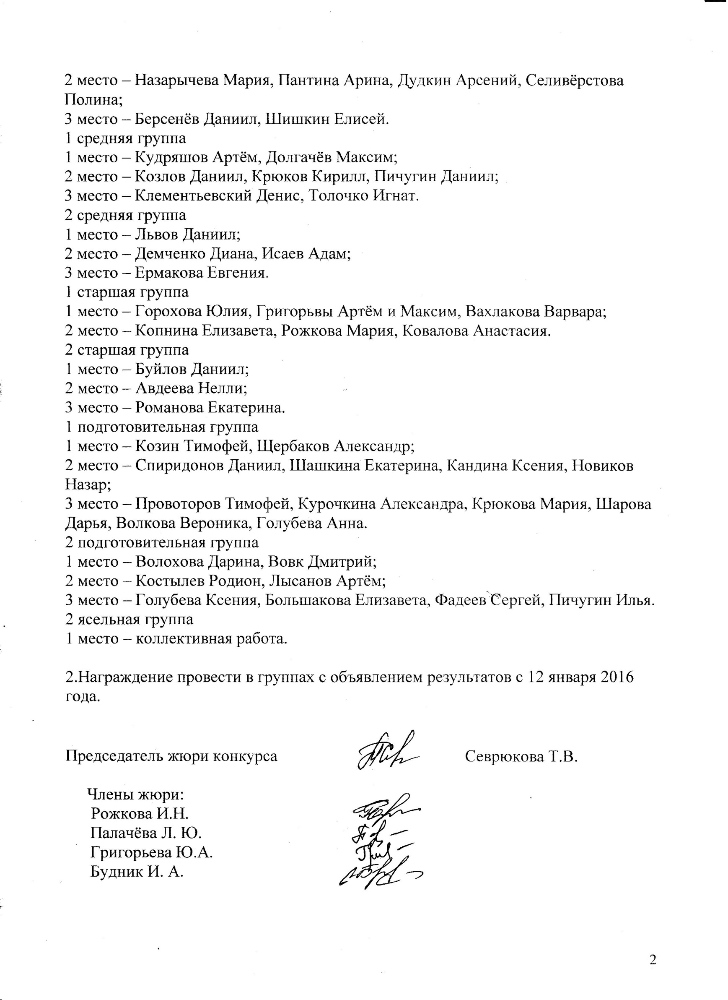 2 место – Назарычева Мария, Пантина Арина, Дудкин Арсений, Селивёрстова
Полина;
3 место – Берсенёв Даниил, Шишкин Елисей.
1 средняя группа
1 место – Кудряшов Артём, Долгачёв Максим;
2 место – Козлов Даниил, Крюков Кирилл, Пичугин Даниил;
3 место – Клементьевский Денис, Толочко Игнат.
2 средняя группа
1 место – Львов Даниил;
2 место – Демченко Диана, Исаев Адам;
3 место – Ермакова Евгения.
1 старшая группа
1 место – Горохова Юлия, Григорьвы Артём и Максим, Вахлакова Варвара;
2 место – Копнина Елизавета, Рожкова Мария, Ковалова Анастасия.
2 старшая группа
1 место – Буйлов Даниил;
2 место – Авдеева Нелли;
3 место – Романова Екатерина.
1 подготовительная группа
1 место – Козин Тимофей, Щербаков Александр;
2 место – Спиридонов Даниил, Шашкина Екатерина, Кандина Ксения, Новиков
Назар;
3 место – Провоторов Тимофей, Курочкина Александра, Крюкова Мария, Шарова
Дарья, Волкова Вероника, Голубева Анна.
2 подготовительная группа
1 место – Волохова Дарина, Вовк Дмитрий;
2 место – Костылев Родион, Лысанов Артём;
3 место – Голубева Ксения, Большакова Елизавета, Фадеев Сергей, Пичугин Илья.
2 ясельная группа
1 место – коллективная работа.
2.Награждение провести в группах с объявлением результатов с 12 января 2016
года.
Председатель жюри конкурса Севрюкова Т.В.
Члены жюри:
Рожкова И.Н.
Палачёва Л. Ю.
Григорьева Ю.А.
Будник И. А.
2